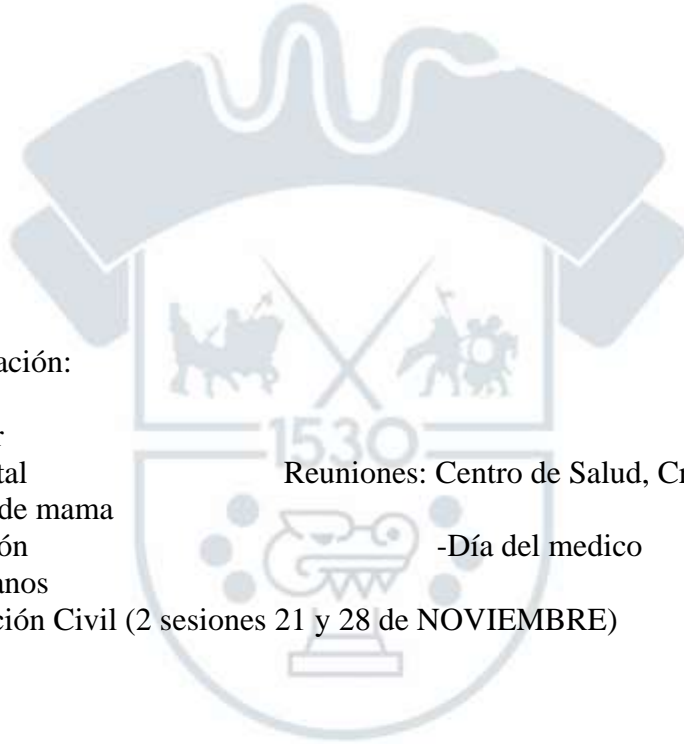 ación:
r
1530
tal Reuniones: Centro de Salud, Cr
de mama
ón -Día del medico
anos
ción Civil (2 sesiones 21 y 28 de NOVIEMBRE)